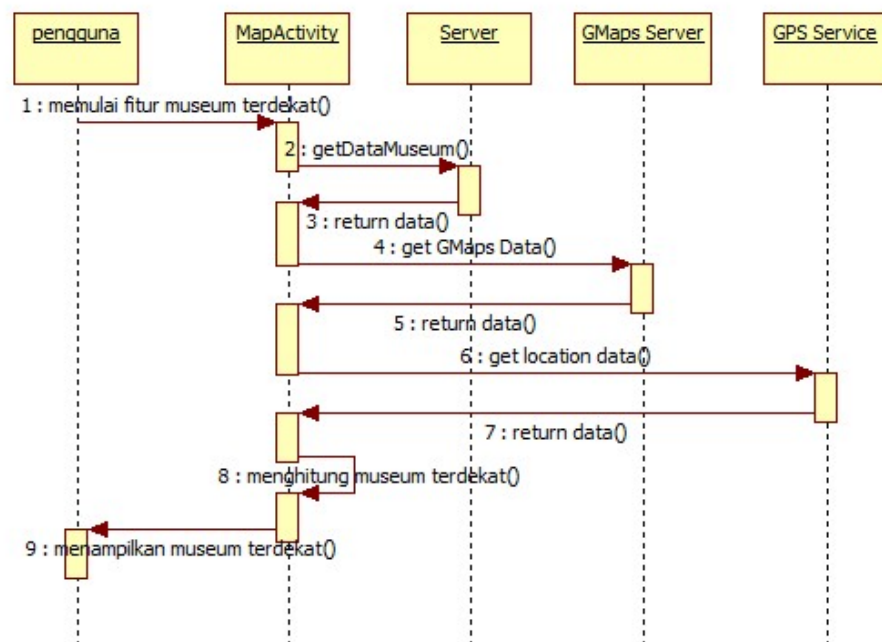 pengguna
MapActivity
Server
GMaps Server
GPS Service
1 : memulai fitur museum terdekat()
2 : getDataMuseum()
3 : return data()
4 : get GMaps Data()
5 : return data()
6 : get location data()
7 : return data()
8 : menghitung museum terdekat()
9 : menampilkan museum terdekat()